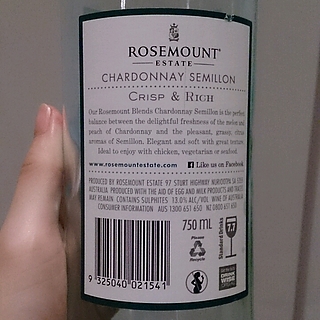 ROSEMOUNT
ESTATE
CHARDONNAY SEMILLON
CRISP & RICH
Our Rosemount Blends Chardonnay Semillon is the perfect
balance between the delightful freshness of the melon and
peach of Chardonnay and the pleasant, grassy, citrus
aromas of Semillon. Elegant and soft with great texture.
Ideal to enjoy with chicken, vegetarian or seafood.
www.rosemountestate.com f Like us on Facebook
PRODUCED BY ROSEMOUNT ESTATE 97 STURT HIGHWAY NURIOOTPA SA 5355
AUSTRALIA. PRODUCED WITH THE AID OF EGG AND MILK PRODUCTS AND TRACES
MAY REMAIN. CONTAINS SULPHITES 13.0% ALC/VOL WINE OF AUSTRALIA
CONSUMER INFORMATION AUS 1300 651 650 NZ 0800 651 650
750 ml
Please
Recycle
Standard Drinks
7.7
DRINK
WISE
9 325040 021541